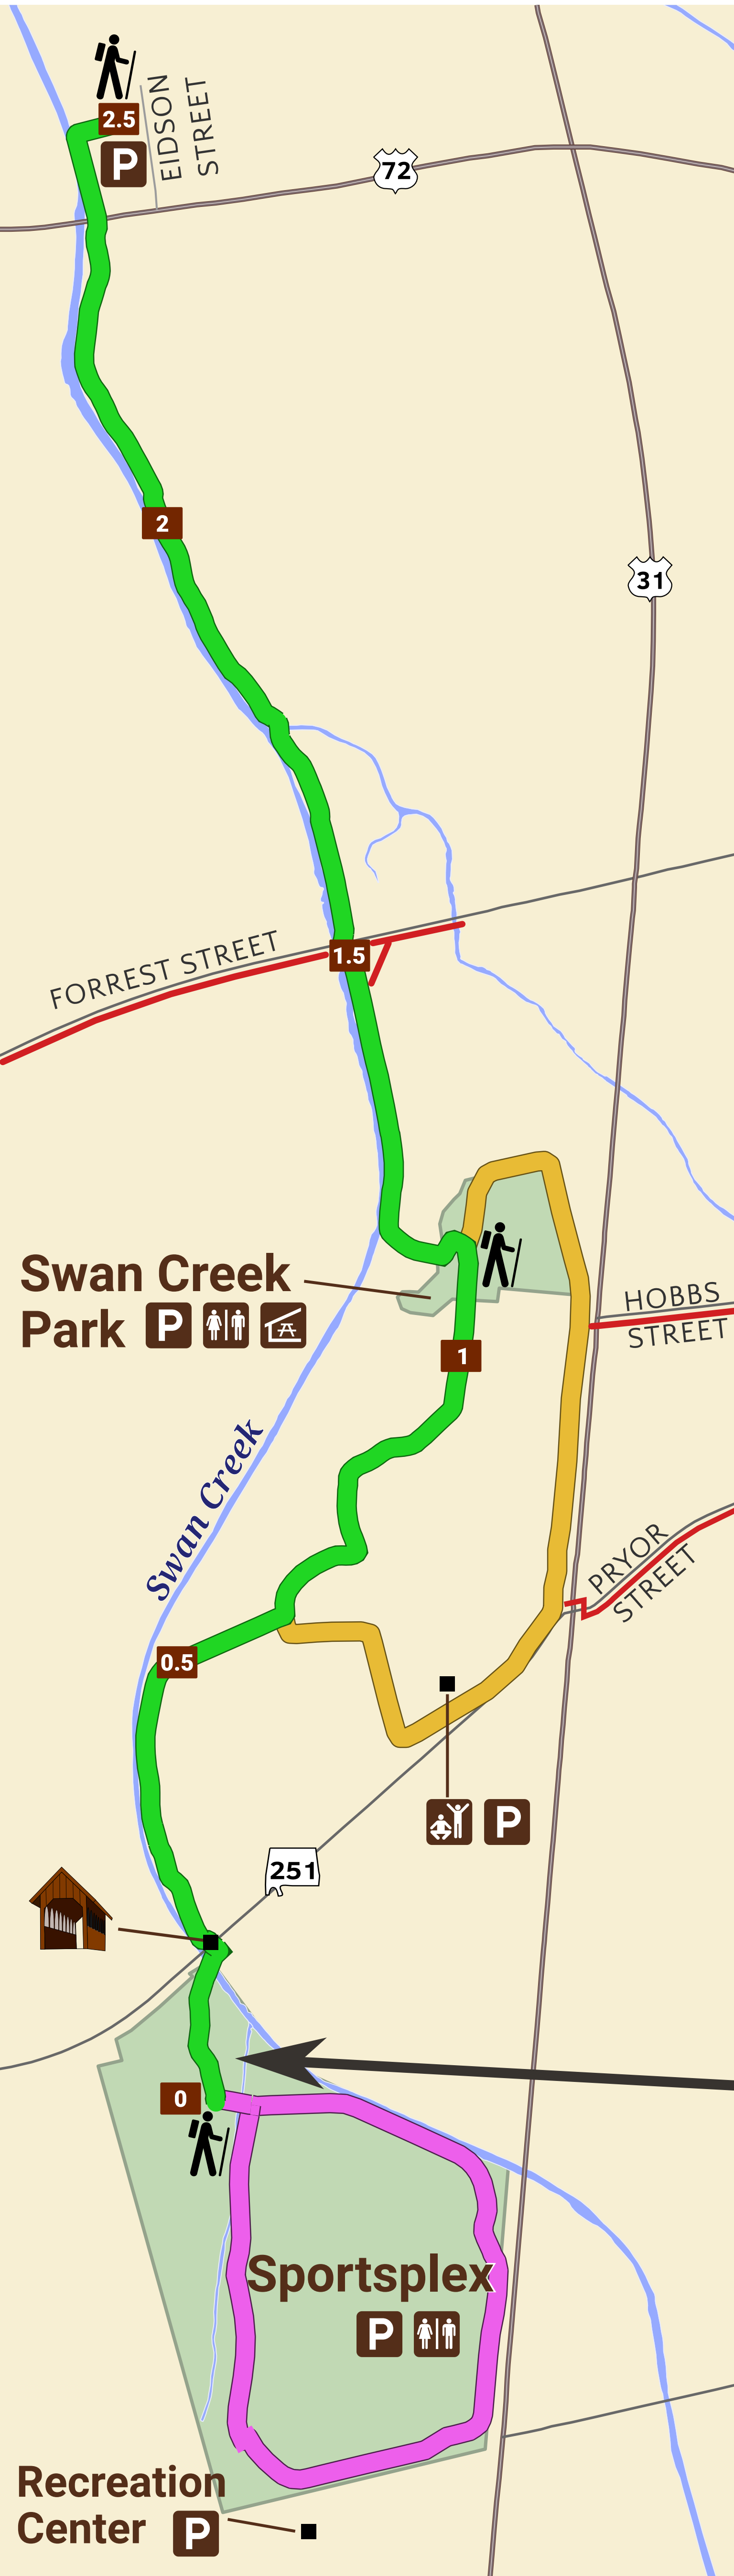 2.5
EIDSON
STREET
P
72
2
31
FORREST STREET
1.5
Swan Creek
Park P
HOBBS
STREET
1
Swan Creek
PRYOR
STREET
0.5
P
251
0
Sportsplex
P
Recreation
Center P